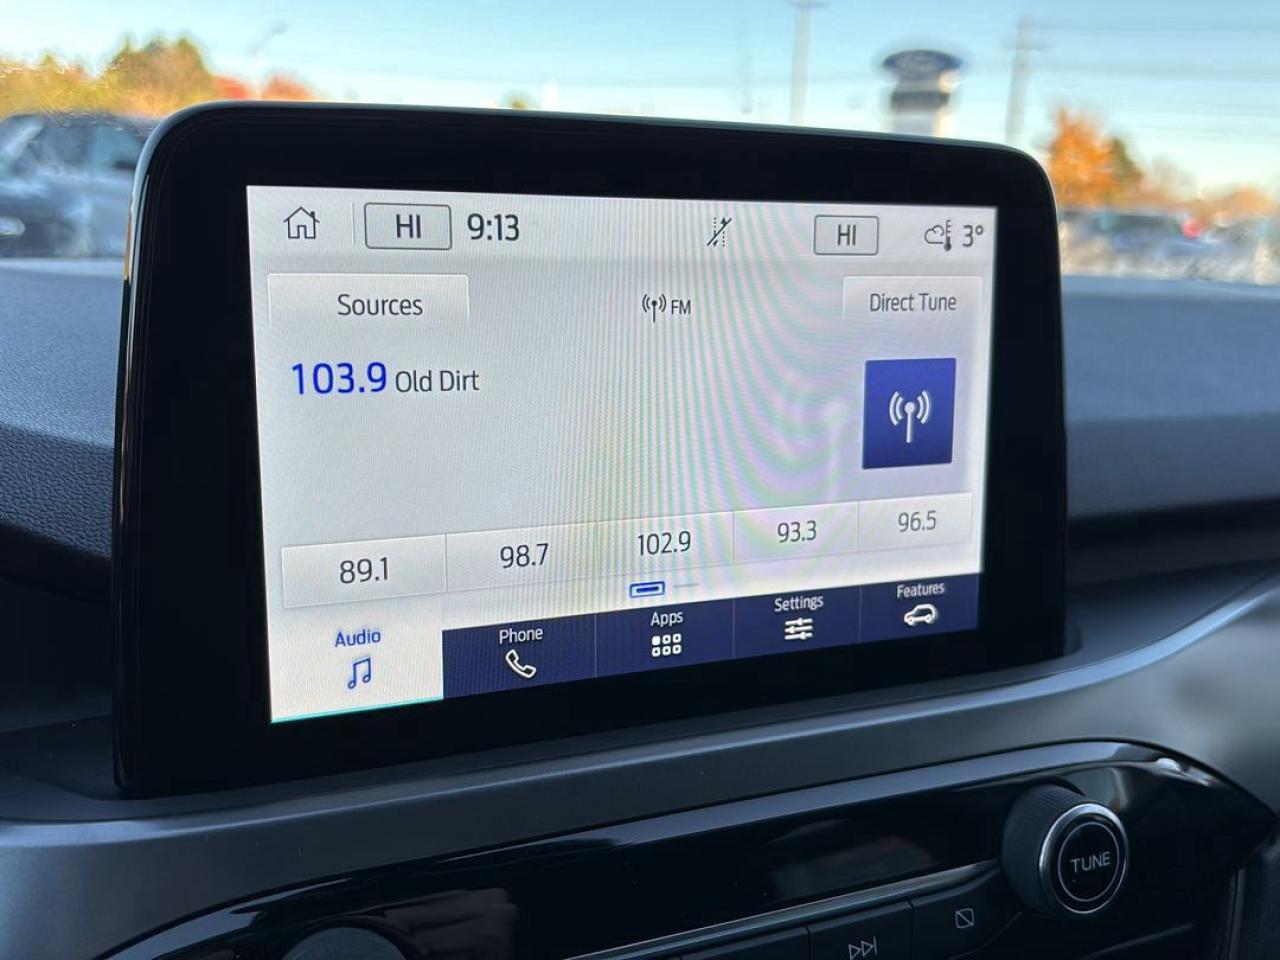 HI 9:13 HI 3°
Sources FM Direct Tune
103.9 Old Dirt
89.1 98.7 102.9 93.3 96.5
Audio Phone Apps Settings Features
TUNE